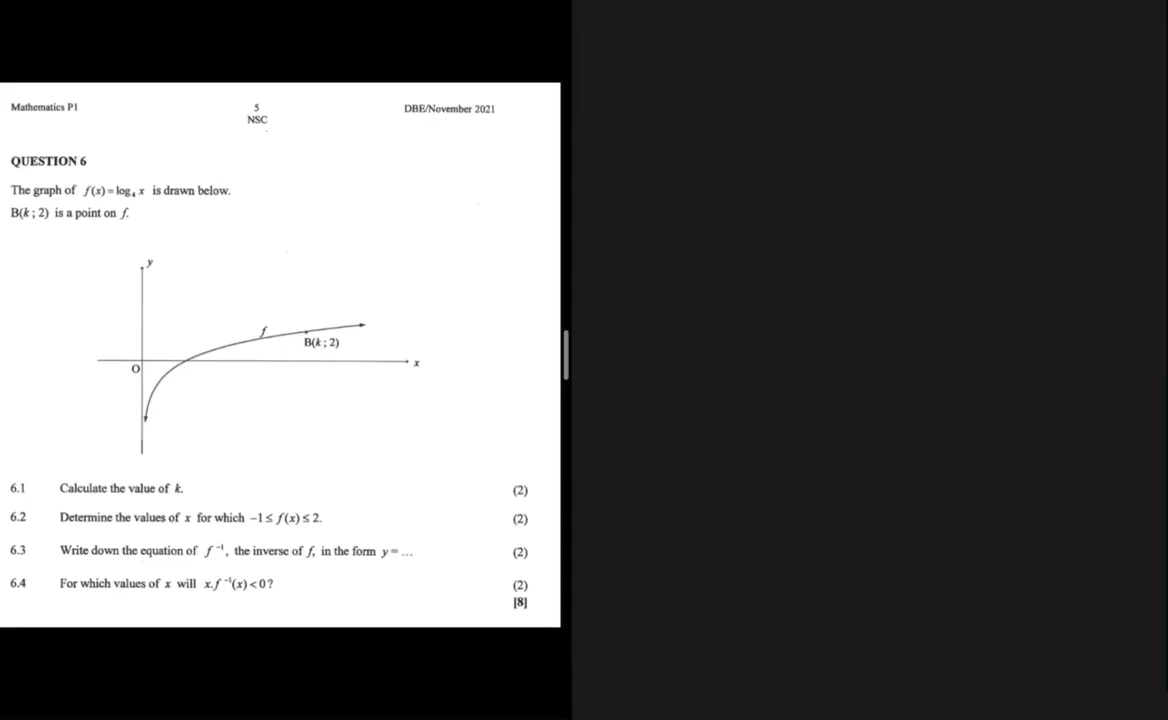 Mathematics P1
5
NSC
DBE/November 2021
QUESTION 6
The graph of f(x) = log₄ x is drawn below.
B(k ; 2) is a point on f.
y
f
B(k ; 2)
O
x
6.1 Calculate the value of k. (2)
6.2 Determine the values of x for which −1 ≤ f(x) ≤ 2. (2)
6.3 Write down the equation of f⁻¹, the inverse of f, in the form y = ... (2)
6.4 For which values of x will x.f⁻¹(x) < 0? (2)
[8]